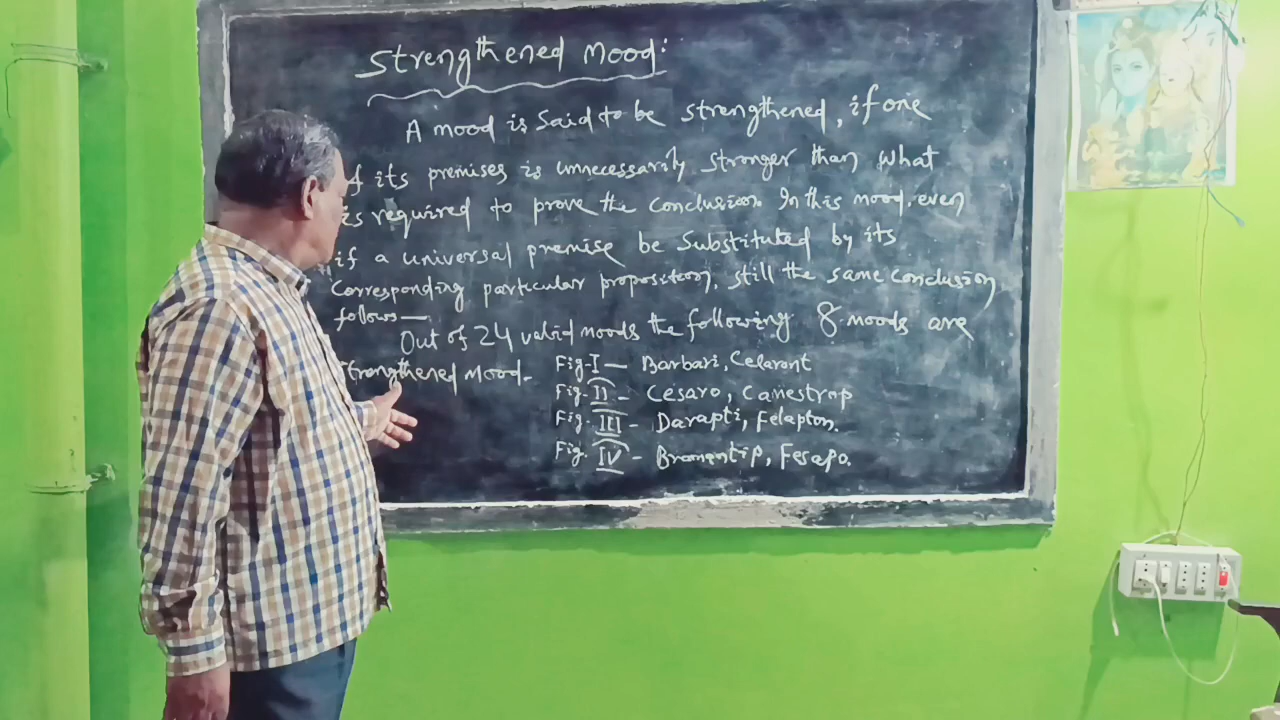 Strengthened Mood:
A mood is said to be strengthened, if one
of its premises is unnecessarily stronger than what
is required to prove the conclusion. In this mood, even
if a universal premise be substituted by its
corresponding particular proposition, still the same conclusion
follows—
Out of 24 valid moods the following 8 moods are
Strengthened Mood- Fig-I— Barbari, Celaront
Fig-II- Cesaro, Camestrop
Fig-III- Darapti, Felapton.
Fig IV- Bramantip, Fesapo.